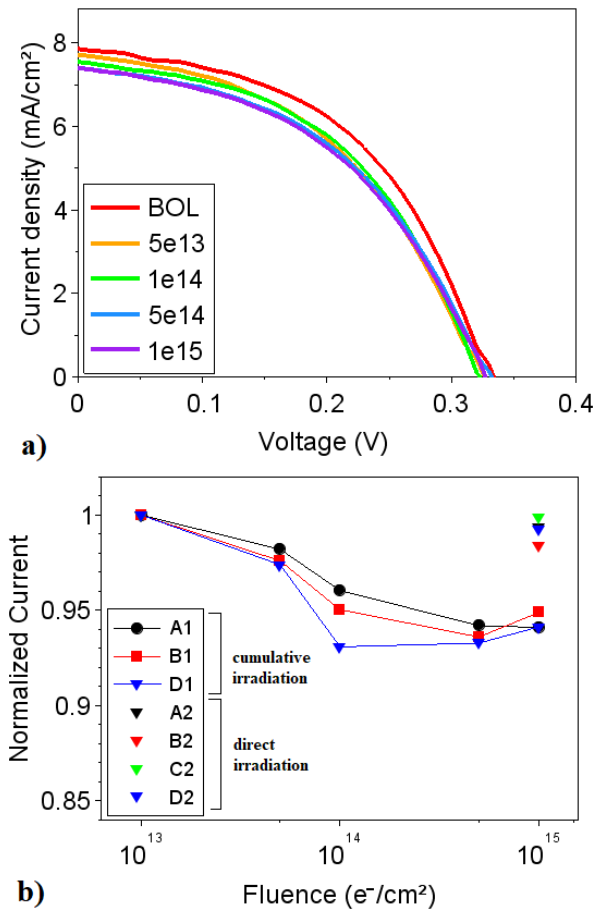 8
6
4
2
0
Current density (mA/cm²)
BOL
5e13
1e14
5e14
1e15
0 0.1 0.2 0.3 0.4
Voltage (V)
a)
1
0.95
0.9
0.85
Normalized Current
A1
B1
D1
A2
B2
C2
D2
cumulative
irradiation
direct
irradiation
10¹³ 10¹⁴ 10¹⁵
Fluence (e⁻/cm²)
b)